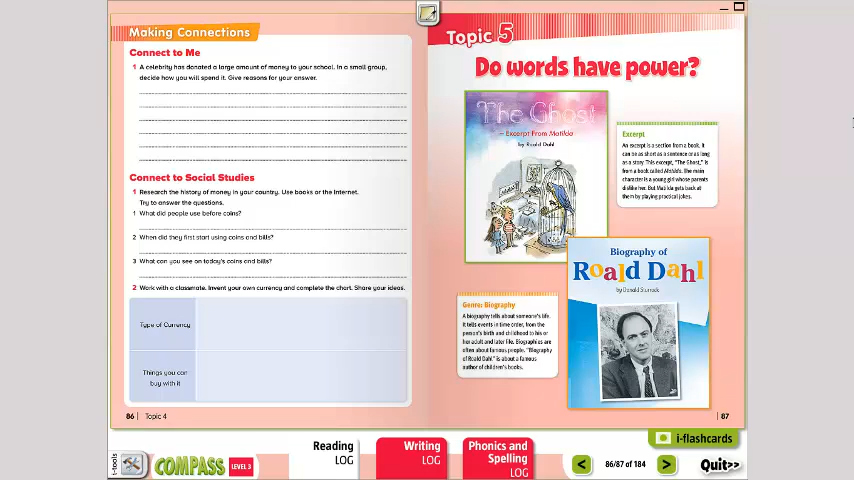 Making Connections
Connect to Me
1 A celebrity has donated a large amount of money to your school. In a small group,
decide how you will spend it. Give reasons for your answer.
Connect to Social Studies
1 Research the history of money in your country. Use books or the Internet.
Try to answer the questions.
1 What did people use before coins?
2 When did they first start using coins and bills?
3 What can you see on today's coins and bills?
2 Work with a classmate. Invent your own currency and complete the chart. Share your ideas.
Type of Currency
Things you can
buy with it
86 Topic 4
Topic 5
Do words have power?
The Ghost
– Excerpt From Matilda
by Roald Dahl
Excerpt
An excerpt is a section from a book. It
can be as short as a sentence or as long
as a story. This excerpt, "The Ghost," is
from a book called Matilda. The main
character is a young girl whose parents
dislike her. But Matilda gets back at
them by playing practical jokes.
Biography of
Roald Dahl
by Donald Sturrock
Genre: Biography
A biography tells about someone's life.
It tells events in time order, from the
person's birth and childhood to his or
her adult and later life. Biographies are
often about famous people. "Biography
of Roald Dahl" is about a famous
author of children's books.
87
i-flashcards
t-tools
COMPASS LEVEL 3
Reading
LOG
Writing
LOG
Phonics and
Spelling
LOG
< 86/87 of 184 >
Quit>>